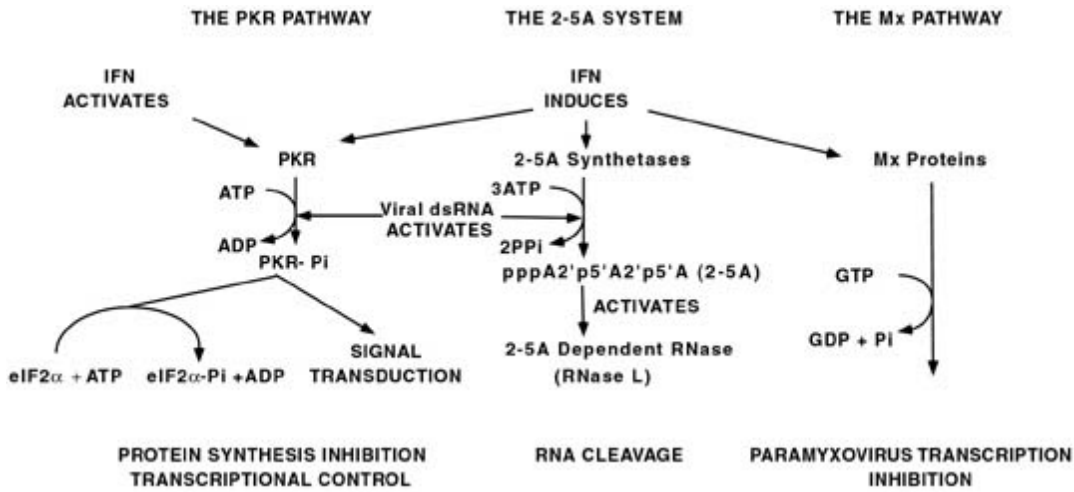 THE PKR PATHWAY
THE 2-5A SYSTEM
THE Mx PATHWAY
IFN
ACTIVATES
IFN
INDUCES
PKR
2-5A Synthetases
Mx Proteins
ATP
ADP
Viral dsRNA
ACTIVATES
3ATP
2PPi
PKR- Pi
pppA2'p5'A2'p5'A (2-5A)
GTP
GDP + Pi
ACTIVATES
SIGNAL
TRANSDUCTION
2-5A Dependent RNase
(RNase L)
eIF2α + ATP
eIF2α-Pi +ADP
PROTEIN SYNTHESIS INHIBITION
TRANSCRIPTIONAL CONTROL
RNA CLEAVAGE
PARAMYXOVIRUS TRANSCRIPTION
INHIBITION